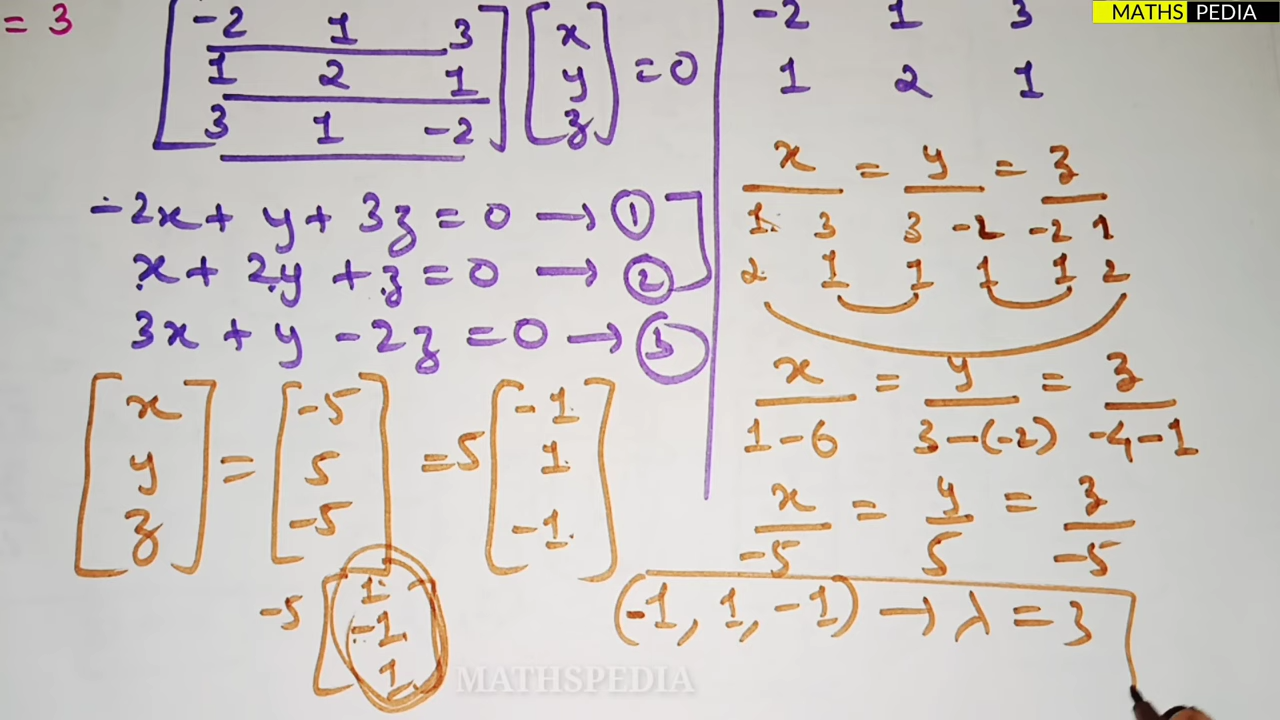 = 3
-2 1 3
1 2 1
3 1 -2
x
y
z
= 0
-2x + y + 3z = 0 → ①
x + 2y + z = 0 → ②
3x + y - 2z = 0 → ③
x
y
z
=
-5
5
-5
= 5
-1
1
-1
-5
1
-1
1
MATHS PEDIA
-2 1 3
1 2 1
x = y = z
1 3 3 -2 -2 1
2 1 1 1 1 2
x = y = z
1-6 3-(-2) -4-1
x = y = z
-5 5 -5
(-1, 1, -1) → λ = 3
MATHSPEDIA